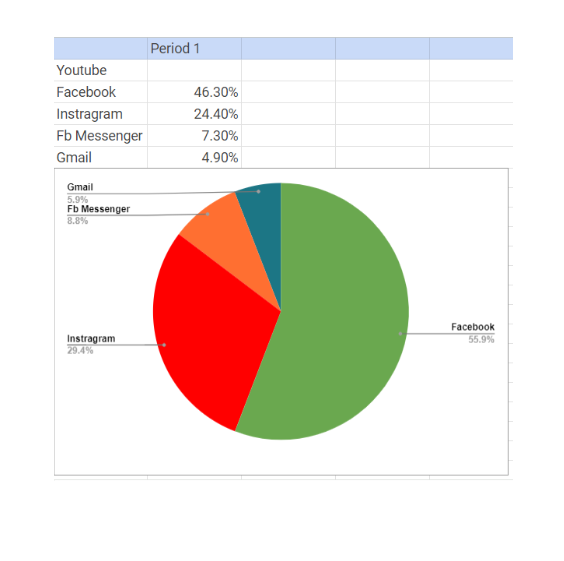 Period 1
Youtube
Facebook 46.30%
Instragram 24.40%
Fb Messenger 7.30%
Gmail 4.90%
Gmail
5.9%
Fb Messenger
8.8%
Facebook
55.9%
Instragram
29.4%